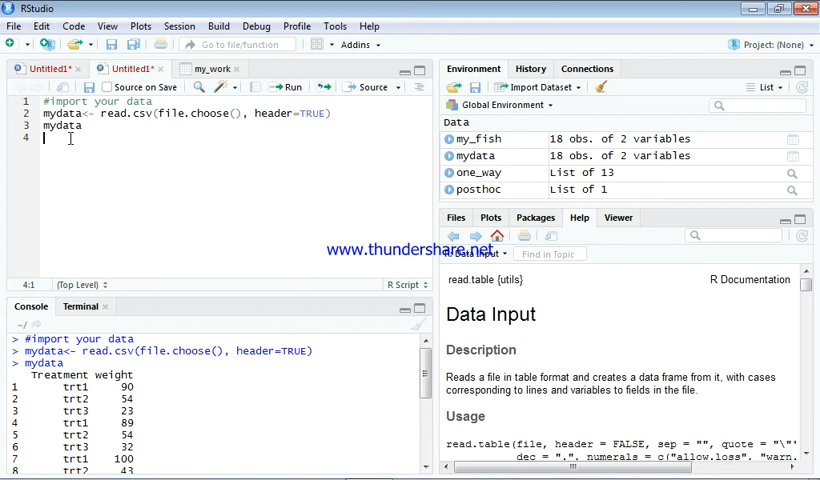 RStudio
File Edit Code View Plots Session Build Debug Profile Tools Help
Go to file/function Addins Project: (None)
Untitled1* Untitled1* my_work
Source on Save Run Source
1 #import your data
2 mydata<- read.csv(file.choose(), header=TRUE)
3 mydata
4
4:1 (Top Level) R Script
Console Terminal
~/
> #import your data
> mydata<- read.csv(file.choose(), header=TRUE)
> mydata
Treatment weight
1 trt1 90
2 trt2 54
3 trt3 23
4 trt1 89
5 trt2 54
6 trt3 32
7 trt1 100
8 trt2 43
Environment History Connections
Import Dataset List
Global Environment
Data
my_fish 18 obs. of 2 variables
mydata 18 obs. of 2 variables
one_way List of 13
posthoc List of 1
Files Plots Packages Help Viewer
www.thundershare.net
R: Data Input Find in Topic
read.table {utils} R Documentation
Data Input
Description
Reads a file in table format and creates a data frame from it, with cases
corresponding to lines and variables to fields in the file.
Usage
read.table(file, header = FALSE, sep = "", quote = "\"'
dec = ".", numerals = c("allow.loss", "warn.